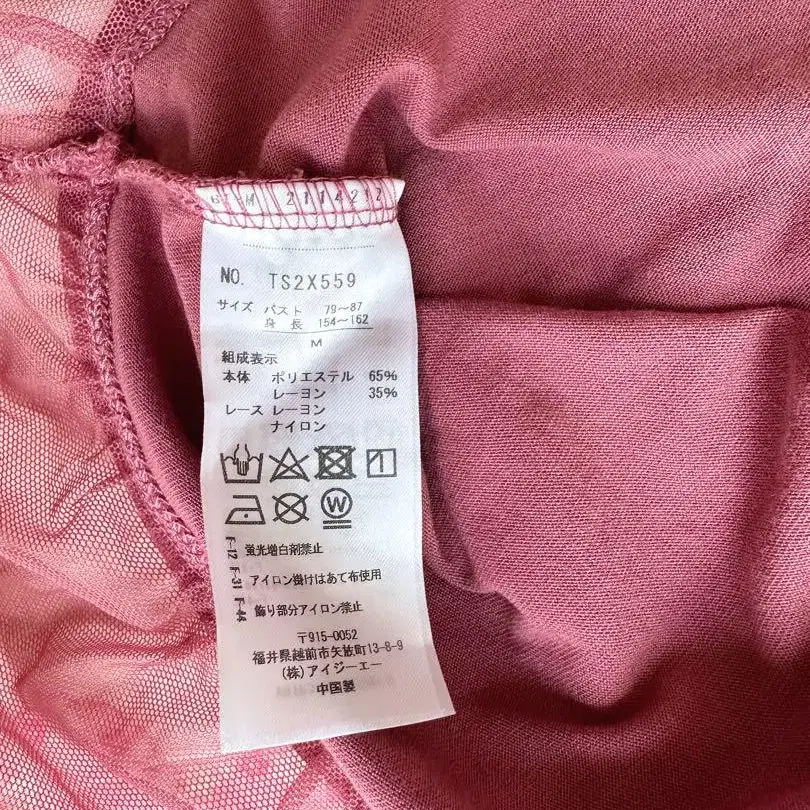 M 2114212
NO. TS2X559
サイズ バスト 79～87
身 長 154～162
M
組成表示
本体 ポリエステル 65%
レーヨン 35%
レース レーヨン
ナイロン
W
F-12 蛍光増白剤禁止
F-31 アイロン掛けはあて布使用
F-44 飾り部分アイロン禁止
〒915-0052
福井県越前市矢放町13-8-9
(株)アイジーエー
中国製